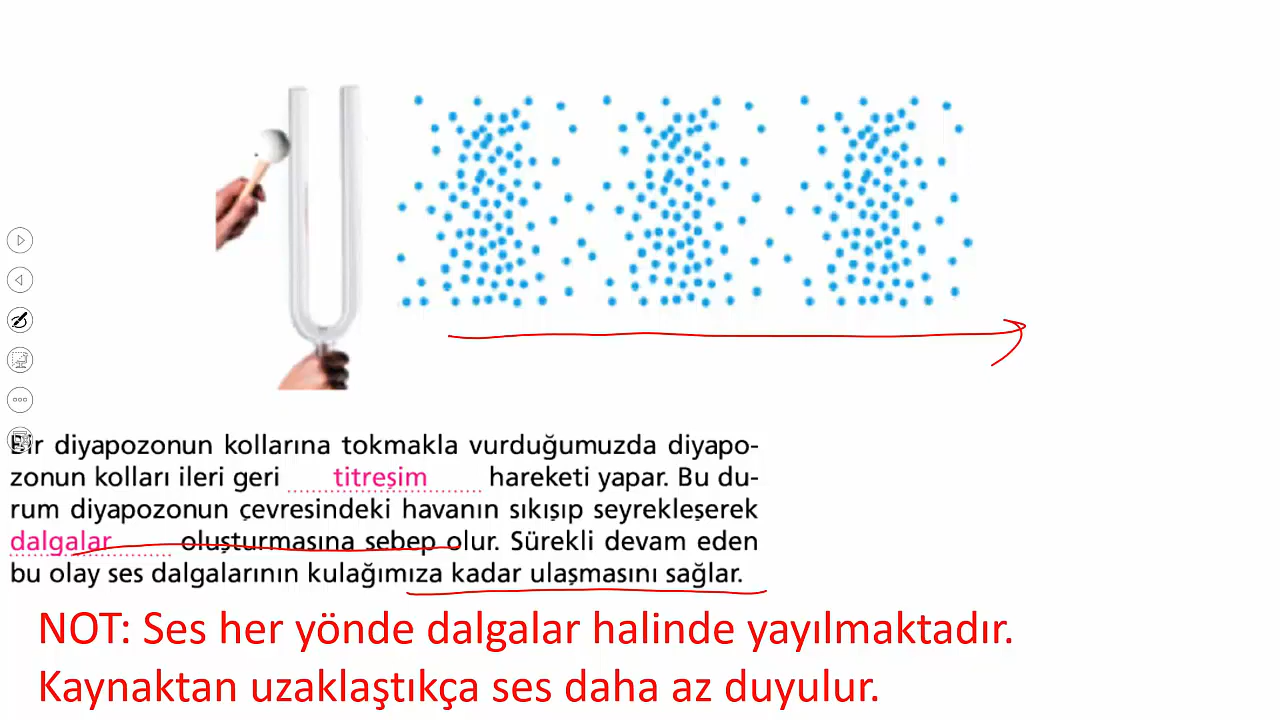 Bir diyapozonun kollarına tokmakla vurduğumuzda diyapo-
zonun kolları ileri geri titreşim hareketi yapar. Bu du-
rum diyapozonun çevresindeki havanın sıkışıp seyrekleşerek
dalgalar oluşturmasına sebep olur. Sürekli devam eden
bu olay ses dalgalarının kulağımıza kadar ulaşmasını sağlar.
NOT: Ses her yönde dalgalar halinde yayılmaktadır.
Kaynaktan uzaklaştıkça ses daha az duyulur.